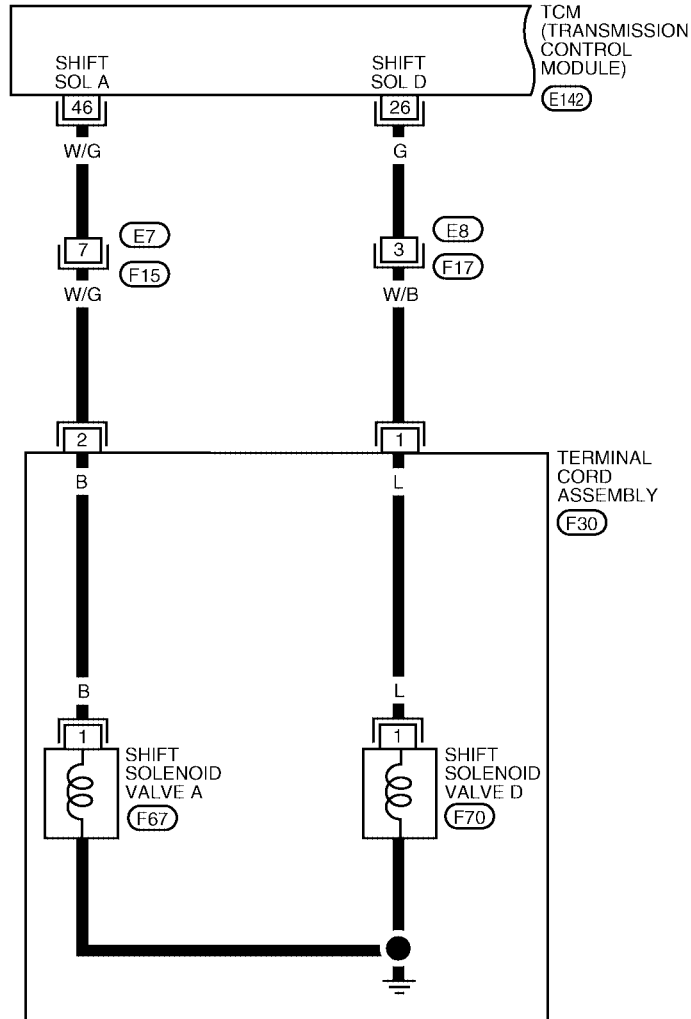 TCM
(TRANSMISSION
CONTROL
MODULE)
E142
SHIFT
SOL A
SHIFT
SOL D
46
26
W/G
G
7
E7
F15
3
E8
F17
W/G
W/B
2
1
B
L
TERMINAL
CORD
ASSEMBLY
F30
B
L
1
1
SHIFT
SOLENOID
VALVE A
F67
SHIFT
SOLENOID
VALVE D
F70